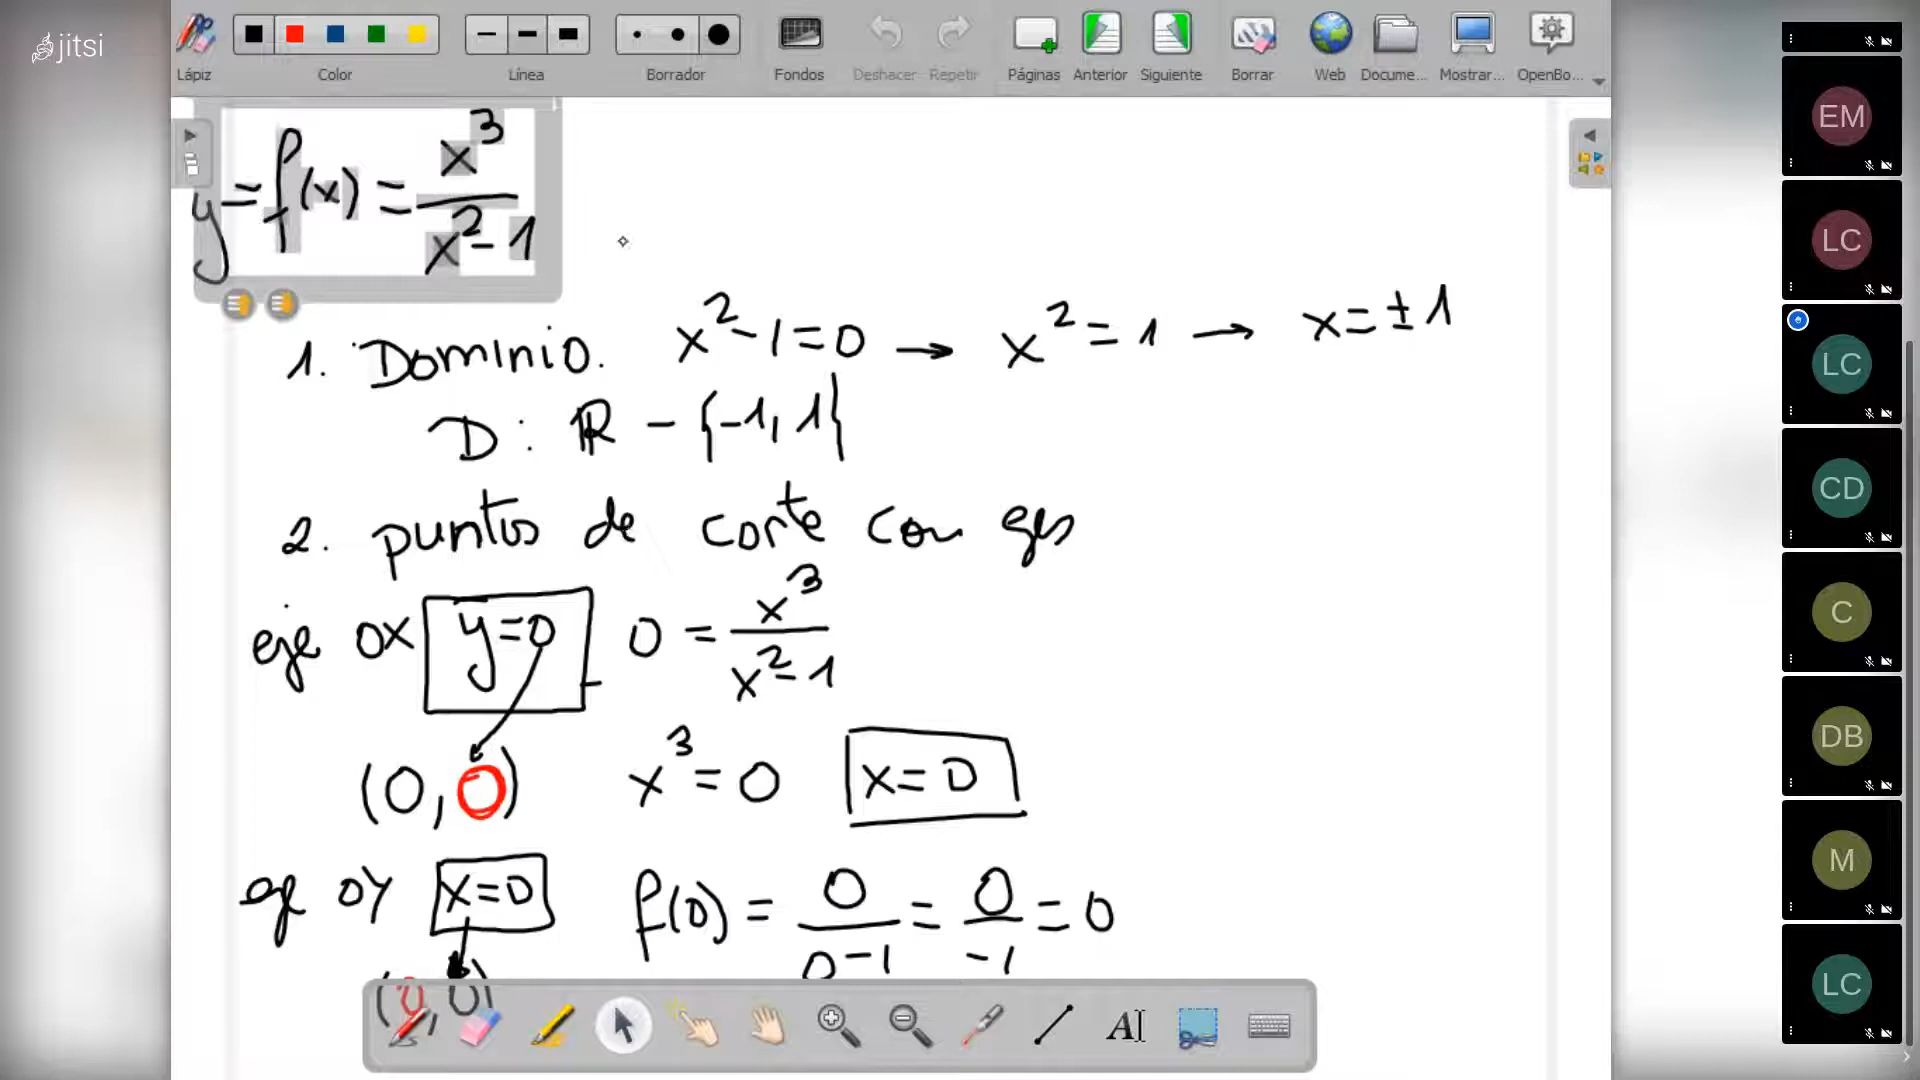 jitsi
Lápiz Color Línea Borrador Fondos Deshacer Repetir Páginas Anterior Siguiente Borrar Web Docume... Mostrar... OpenBo...
y = f(x) = x³ / (x² - 1)
1. Dominio. x² - 1 = 0 → x² = 1 → x = ± 1
D: ℝ - {-1, 1}
2. puntos de corte con ejes
eje OX y=0 0 = x³ / (x² - 1)
(0, 0) x³ = 0 x = 0
eje OY x=0 f(0) = 0 / (0 - 1) = 0 / -1 = 0
(0, 0)
EM
LC
LC
CD
C
DB
M
LC